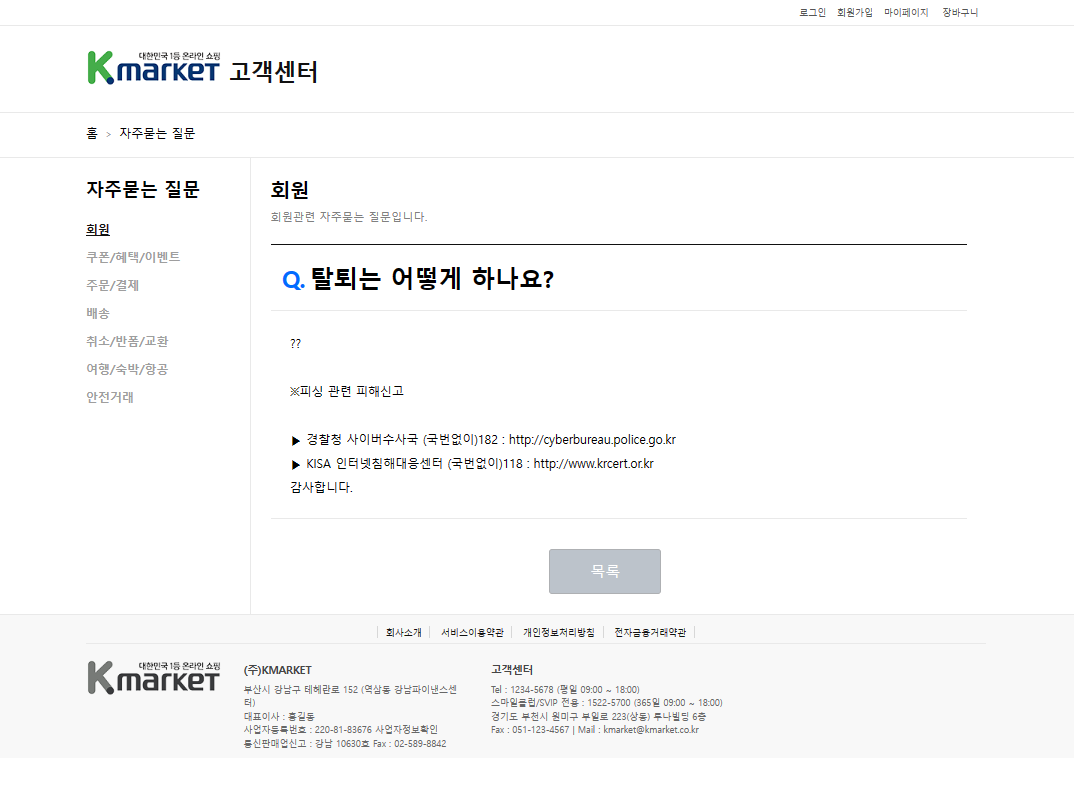 로그인 회원가입 마이페이지 장바구니
대한민국 1등 온라인 쇼핑
Kmarket 고객센터
홈 > 자주묻는 질문
자주묻는 질문
회원
쿠폰/혜택/이벤트
주문/결제
배송
취소/반품/교환
여행/숙박/항공
안전거래
회원
회원관련 자주묻는 질문입니다.
Q. 탈퇴는 어떻게 하나요?
??
※피싱 관련 피해신고
▶ 경찰청 사이버수사국 (국번없이)182 : http://cyberbureau.police.go.kr
▶ KISA 인터넷침해대응센터 (국번없이)118 : http://www.krcert.or.kr
감사합니다.
목록
회사소개 서비스이용약관 개인정보처리방침 전자금융거래약관
대한민국 1등 온라인 쇼핑
Kmarket
(주)KMARKET
부산시 강남구 테헤란로 152 (역삼동 강남파이낸스센
터)
대표이사 : 홍길동
사업자등록번호 : 220-81-83676 사업자정보확인
통신판매업신고 : 강남 10630호 Fax : 02-589-8842
고객센터
Tel : 1234-5678 (평일 09:00 ~ 18:00)
스마일클럽/SVIP 전용 : 1522-5700 (365일 09:00 ~ 18:00)
경기도 부천시 원미구 부일로 223(상동) 투나빌딩 6층
Fax : 051-123-4567 | Mail : kmarket@kmarket.co.kr